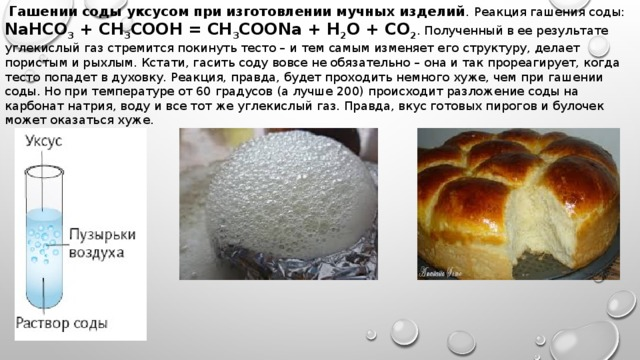 Гашении соды уксусом при изготовлении мучных изделий. Реакция гашения соды:
NaHCO₃ + CH₃COOH = CH₃COONa + H₂O + CO₂. Полученный в ее результате
углекислый газ стремится покинуть тесто – и тем самым изменяет его структуру, делает
пористым и рыхлым. Кстати, гасить соду вовсе не обязательно – она и так прореагирует, когда
тесто попадет в духовку. Реакция, правда, будет проходить немного хуже, чем при гашении
соды. Но при температуре от 60 градусов (а лучше 200) происходит разложение соды на
карбонат натрия, воду и все тот же углекислый газ. Правда, вкус готовых пирогов и булочек
может оказаться хуже.
Уксус
Пузырьки
воздуха
Раствор соды